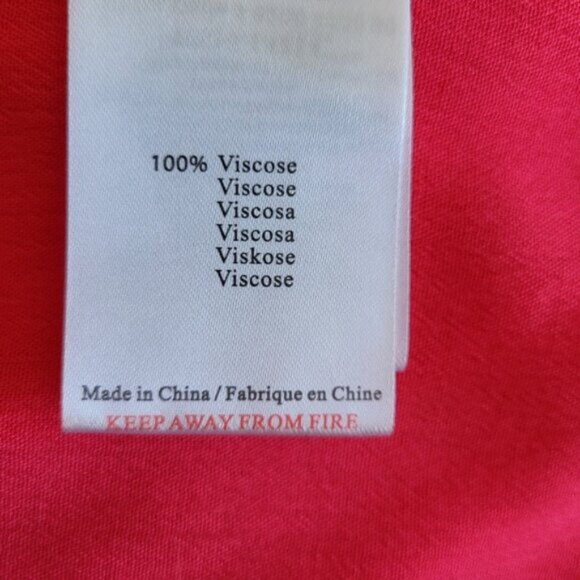 100% Viscose
Viscose
Viscosa
Viscosa
Viskose
Viscose
Made in China / Fabrique en Chine
KEEP AWAY FROM FIRE